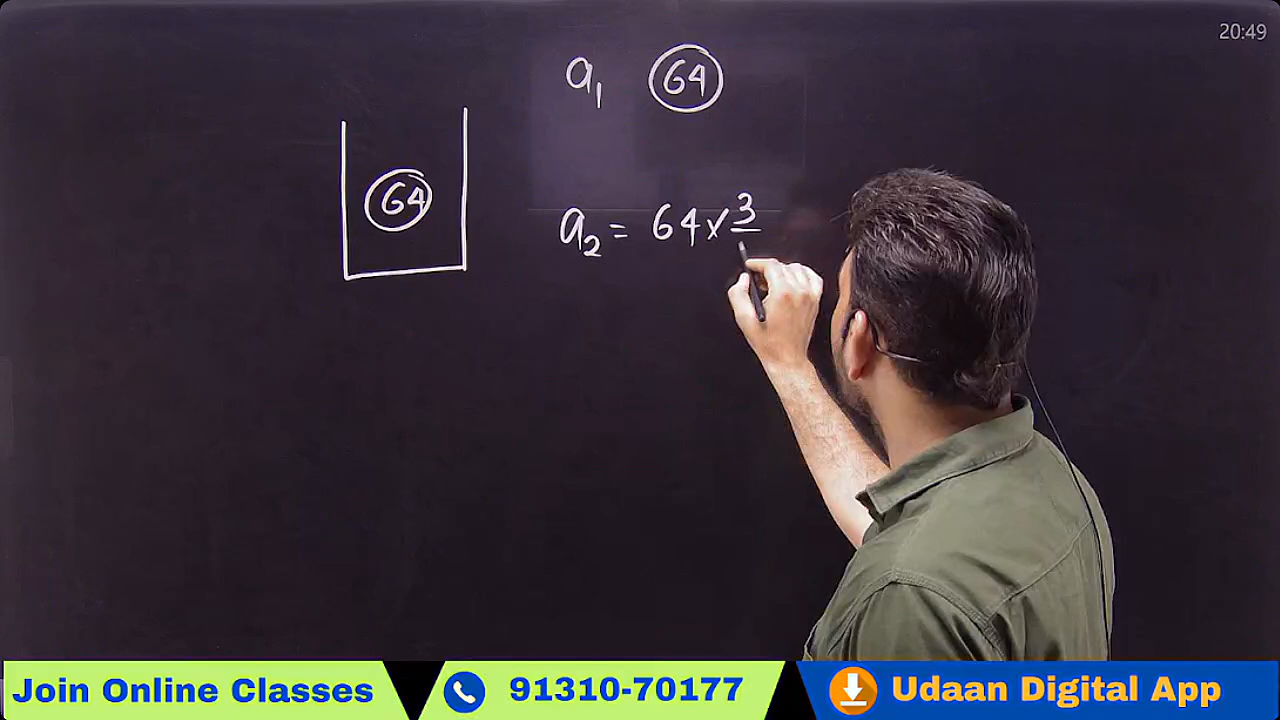 20:49
a₁ 64
64
a₂ = 64 × 3
Join Online Classes
91310-70177
Udaan Digital App